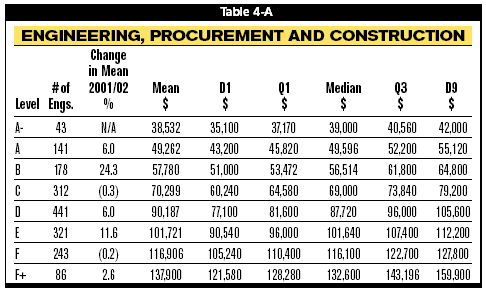 Table 4-A
ENGINEERING, PROCUREMENT AND CONSTRUCTION
Change
in Mean
# of 2001/02 Mean D1 Q1 Median Q3 D9
Level Engs. % $ $ $ $ $ $
A- 43 N/A 38,532 35,100 37,170 39,000 40,560 42,000
A 141 6.0 49,262 43,200 45,820 49,596 52,200 55,120
B 178 24.3 57,780 51,000 53,472 56,514 61,800 64,800
C 312 (0.3) 70,299 60,240 64,580 69,000 73,840 79,200
D 441 6.0 90,187 77,100 81,600 87,720 96,000 105,600
E 321 11.6 101,721 90,540 96,000 101,640 107,400 112,200
F 243 (0.2) 116,906 105,240 110,400 116,100 122,700 127,800
F+ 86 2.6 137,900 121,580 128,280 132,600 143,196 159,900